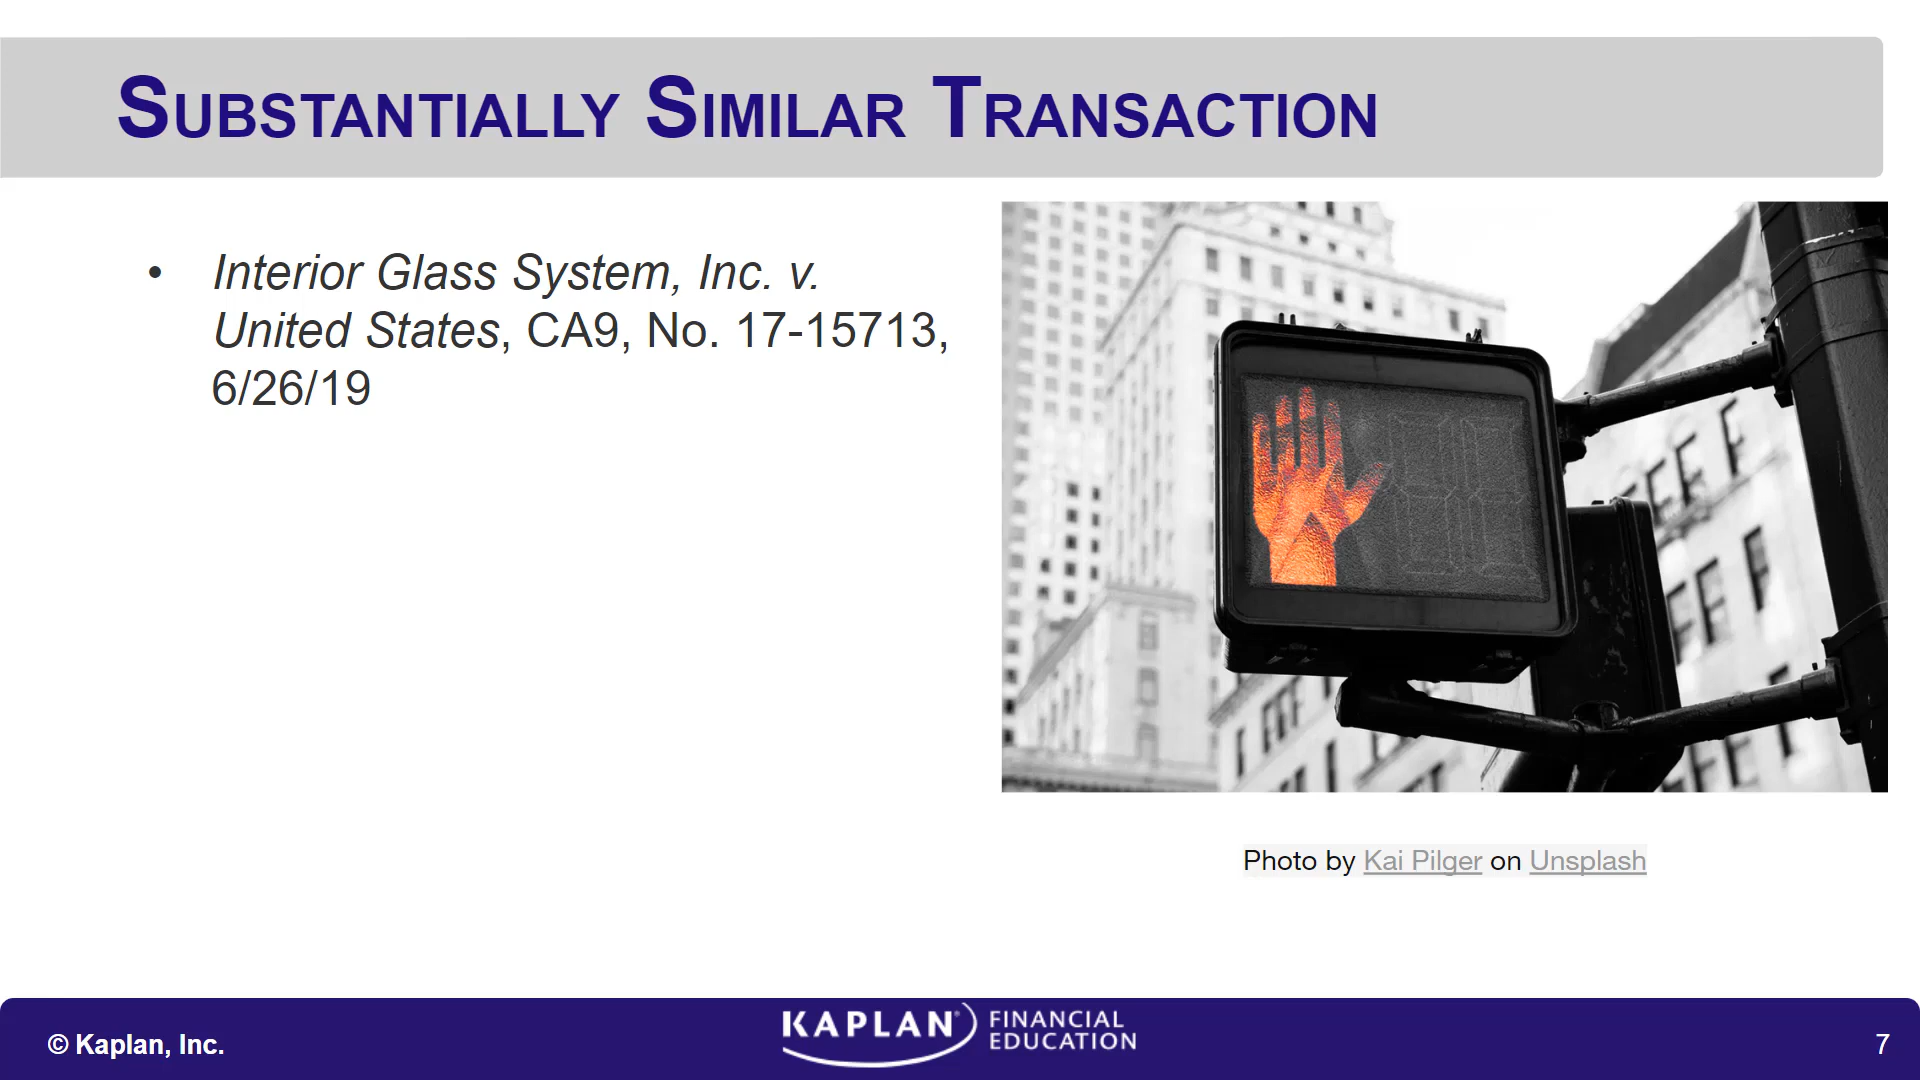 SUBSTANTIALLY SIMILAR TRANSACTION
• Interior Glass System, Inc. v.
United States, CA9, No. 17-15713,
6/26/19
Photo by Kai Pilger on Unsplash
© Kaplan, Inc.
KAPLAN® FINANCIAL
EDUCATION
7